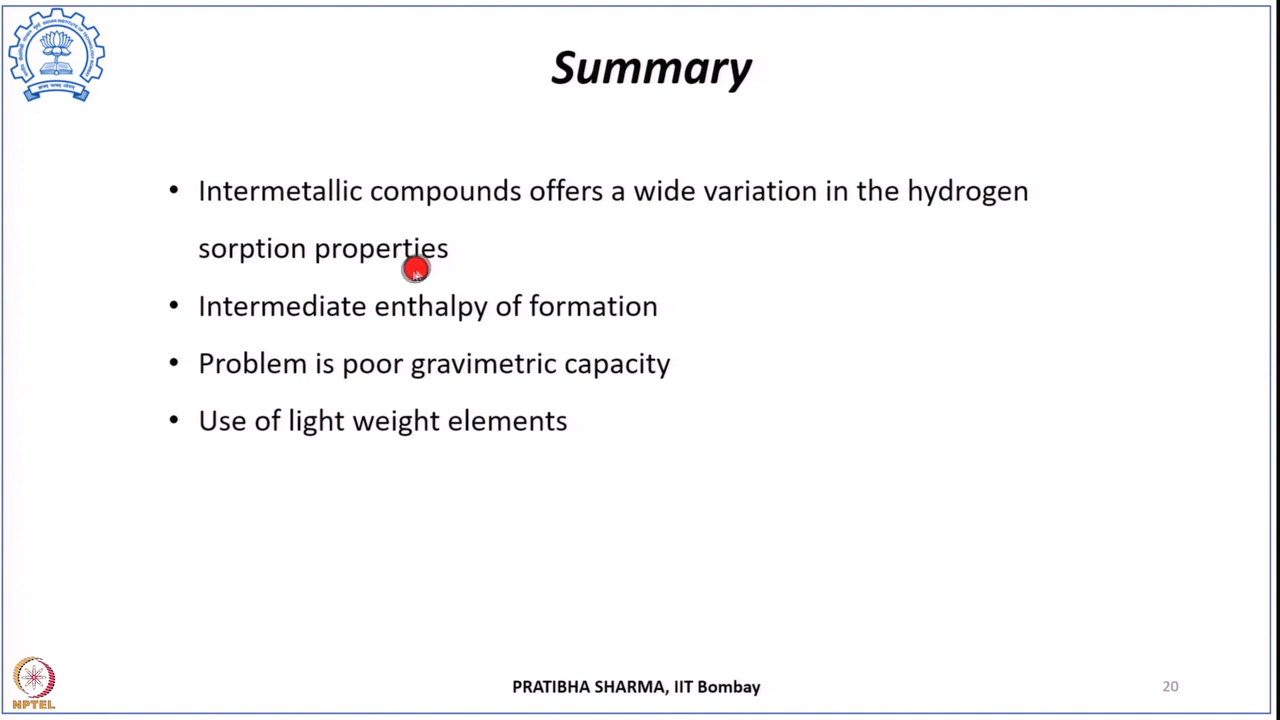 Summary
• Intermetallic compounds offers a wide variation in the hydrogen
sorption properties
• Intermediate enthalpy of formation
• Problem is poor gravimetric capacity
• Use of light weight elements
NPTEL
PRATIBHA SHARMA, IIT Bombay
20